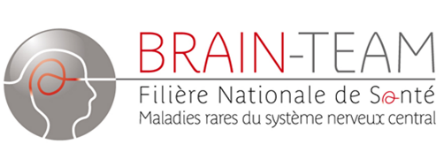 BRAIN-TEAM
Filière Nationale de Santé
Maladies rares du système nerveux central